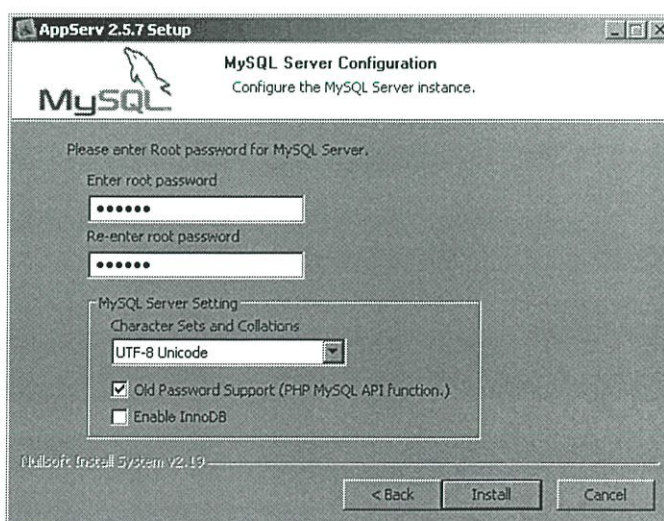 AppServ 2.5.7 Setup
MySQL
MySQL Server Configuration
Configure the MySQL Server instance.
Please enter Root password for MySQL Server.
Enter root password
••••••
Re-enter root password
••••••
MySQL Server Setting
Character Sets and Collations
UTF-8 Unicode
Old Password Support (PHP MySQL API function.)
Enable InnoDB
Nullsoft Install System v2.19
< Back
Install
Cancel